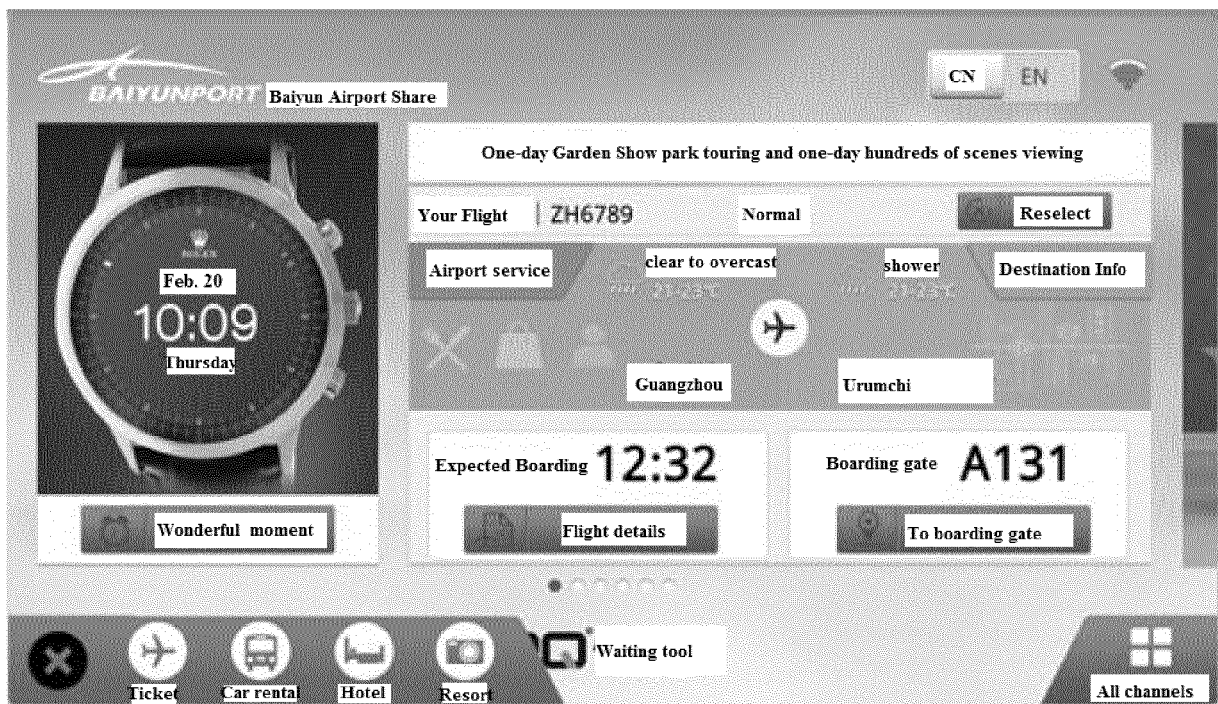 BAIYUNPORT Baiyun Airport Share
CN EN
One-day Garden Show park touring and one-day hundreds of scenes viewing
Your Flight | ZH6789 Normal Reselect
Airport service clear to overcast shower Destination Info
ROLEX
Feb. 20
10:09
Thursday
Guangzhou Urumchi
Expected Boarding 12:32
Boarding gate A131
Wonderful moment
Flight details
To boarding gate
Waiting tool
Ticket Car rental Hotel Resort
All channels